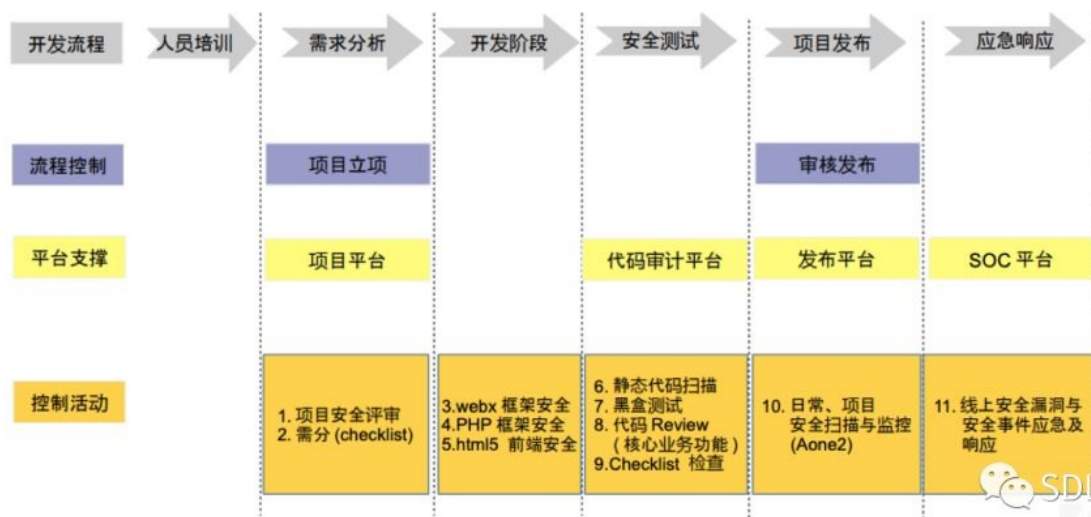 开发流程
人员培训
需求分析
开发阶段
安全测试
项目发布
应急响应
流程控制
项目立项
审核发布
平台支撑
项目平台
代码审计平台
发布平台
SOC 平台
控制活动
1. 项目安全评审
2. 需分 (checklist)
3.webx 框架安全
4.PHP 框架安全
5.html5 前端安全
6. 静态代码扫描
7. 黑盒测试
8. 代码 Review
( 核心业务功能 )
9.Checklist 检查
10. 日常、项目
安全扫描与监控
(Aone2)
11. 线上安全漏洞与
安全事件应急及
响应